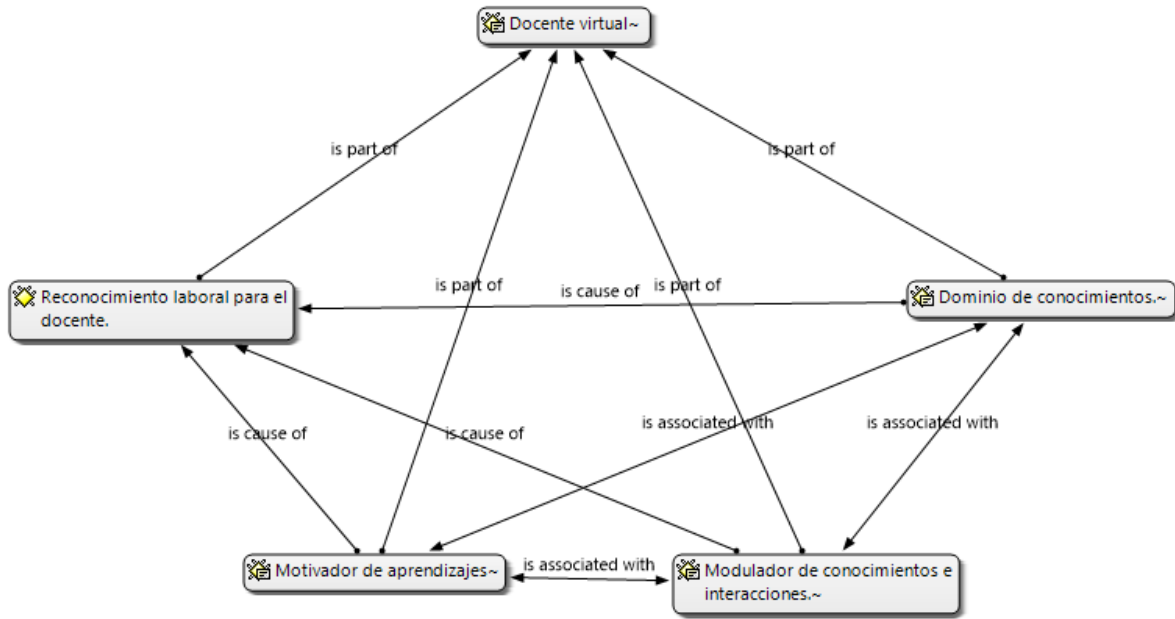 Docente virtual~
is part of
is part of
is part of
is part of
is cause of
Reconocimiento laboral para el
docente.
Dominio de conocimientos.~
is cause of
is cause of
is associated with
is associated with
Motivador de aprendizajes~
is associated with
Modulador de conocimientos e
interacciones.~